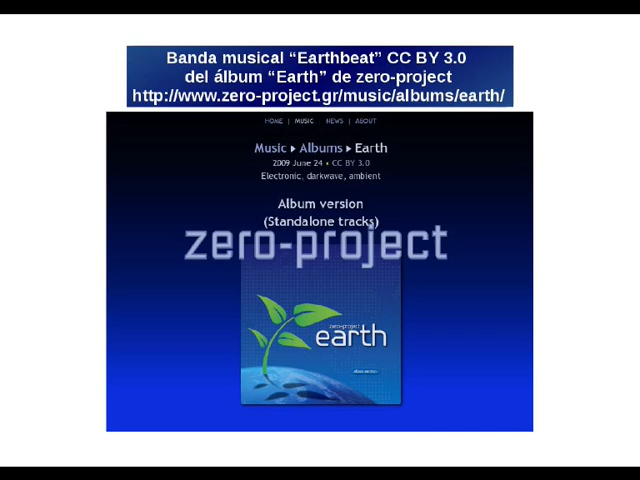 Banda musical “Earthbeat” CC BY 3.0
del álbum “Earth” de zero-project
http://www.zero-project.gr/music/albums/earth/
HOME | MUSIC | NEWS | ABOUT
Music ▸ Albums ▸ Earth
2009 June 24 • CC BY 3.0
Electronic, darkwave, ambient
Album version
(Standalone tracks)
zero-project
zero-project
earth
album version